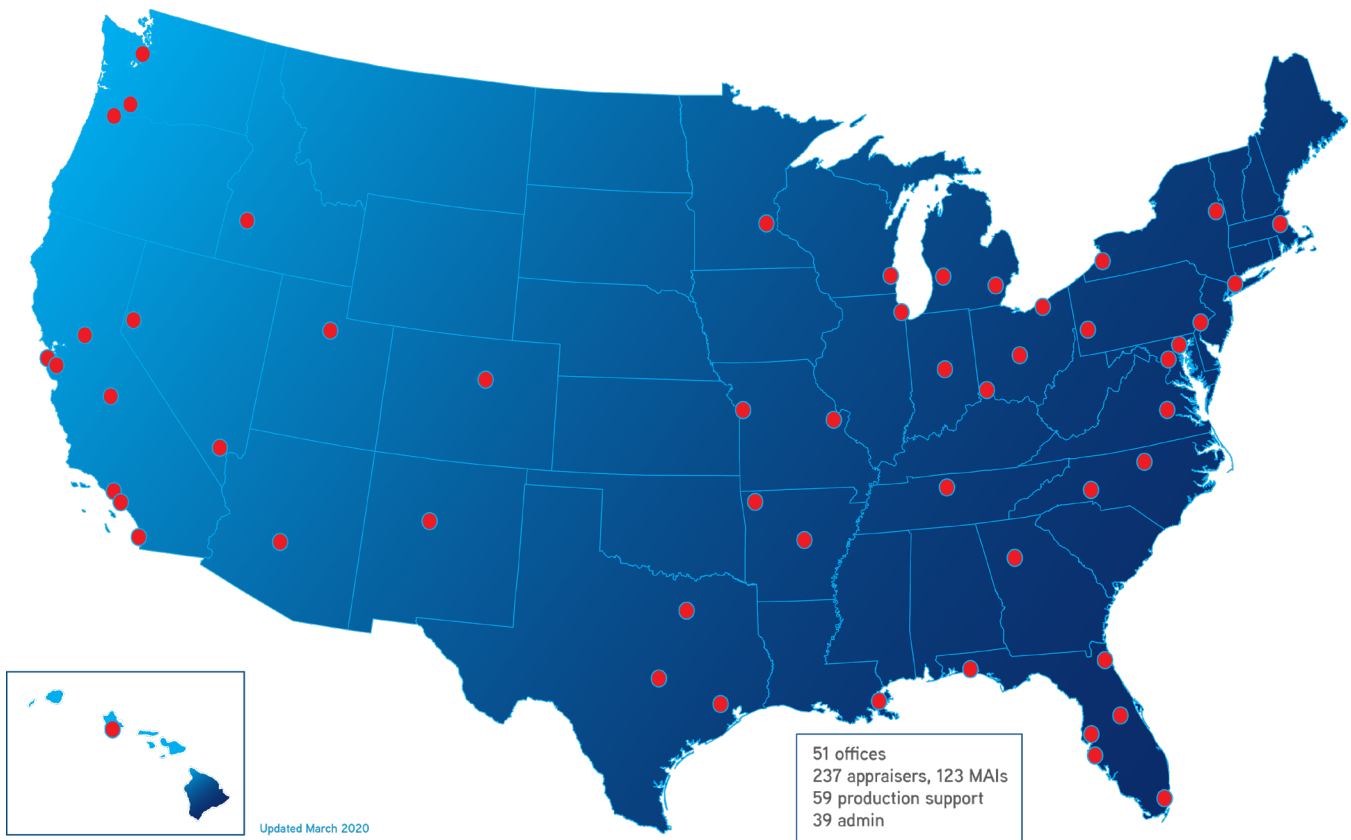 51 offices
237 appraisers, 123 MAIs
59 production support
39 admin
Updated March 2020